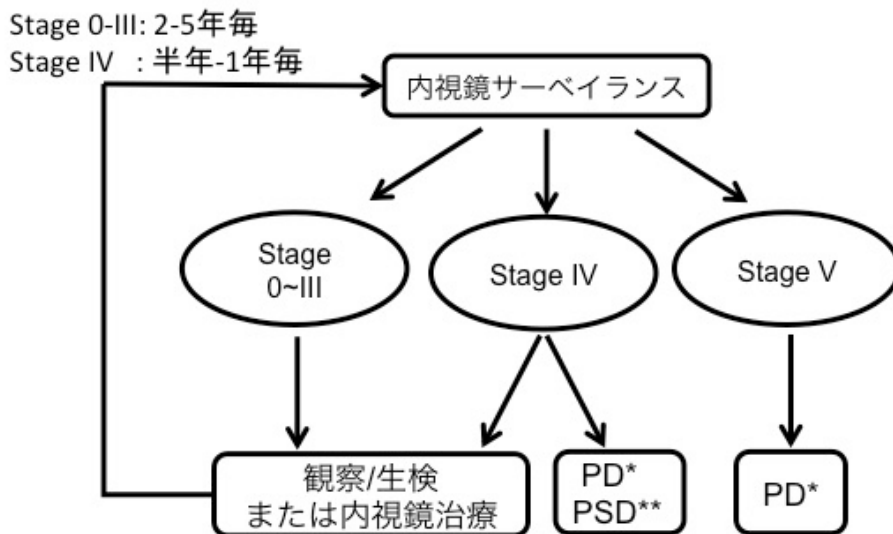 Stage 0-III: 2-5年毎
Stage IV : 半年-1年毎
内視鏡サーベイランス
Stage
0~III
Stage IV
Stage V
観察/生検
または内視鏡治療
PD*
PSD**
PD*